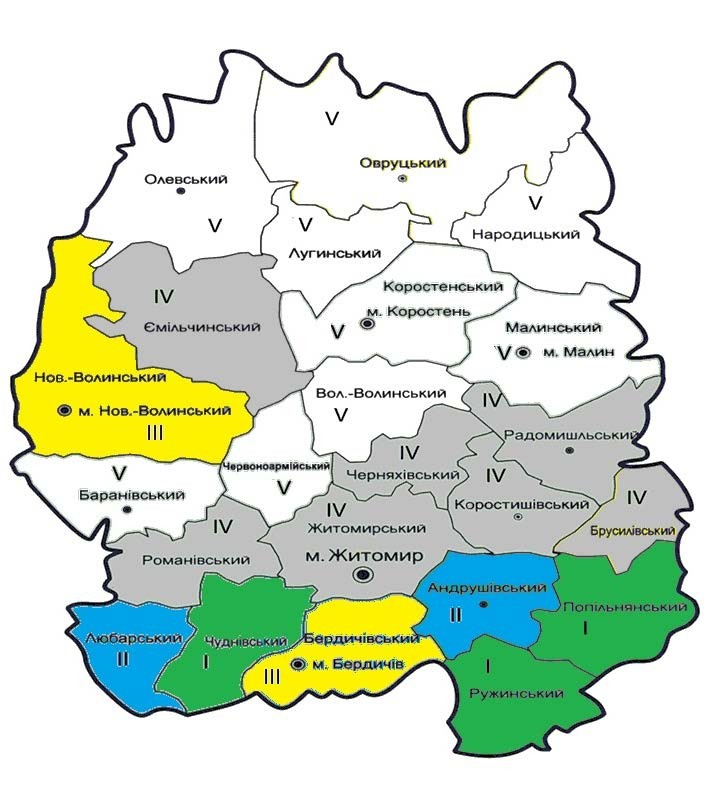 V
Овруцький
Олевський
V
V
Лугинський
V
Народицький
IV
Ємільчинський
Коростенський
м. Коростень
V
Малинський
V м. Малин
Нов.-Волинський
м. Нов.-Волинський
III
Вол.-Волинський
V
IV
Радомишльський
V
Баранівський
Червоноармійський
V
IV
Черняхівський
IV
Коростишівський
IV
Брусилівський
IV
Романівський
IV
Житомирський
м. Житомир
Андрушівський
II
Попільнянський
I
Любарський
II
Чуднівський
I
Бердичівський
м. Бердичів
III
I
Ружинський